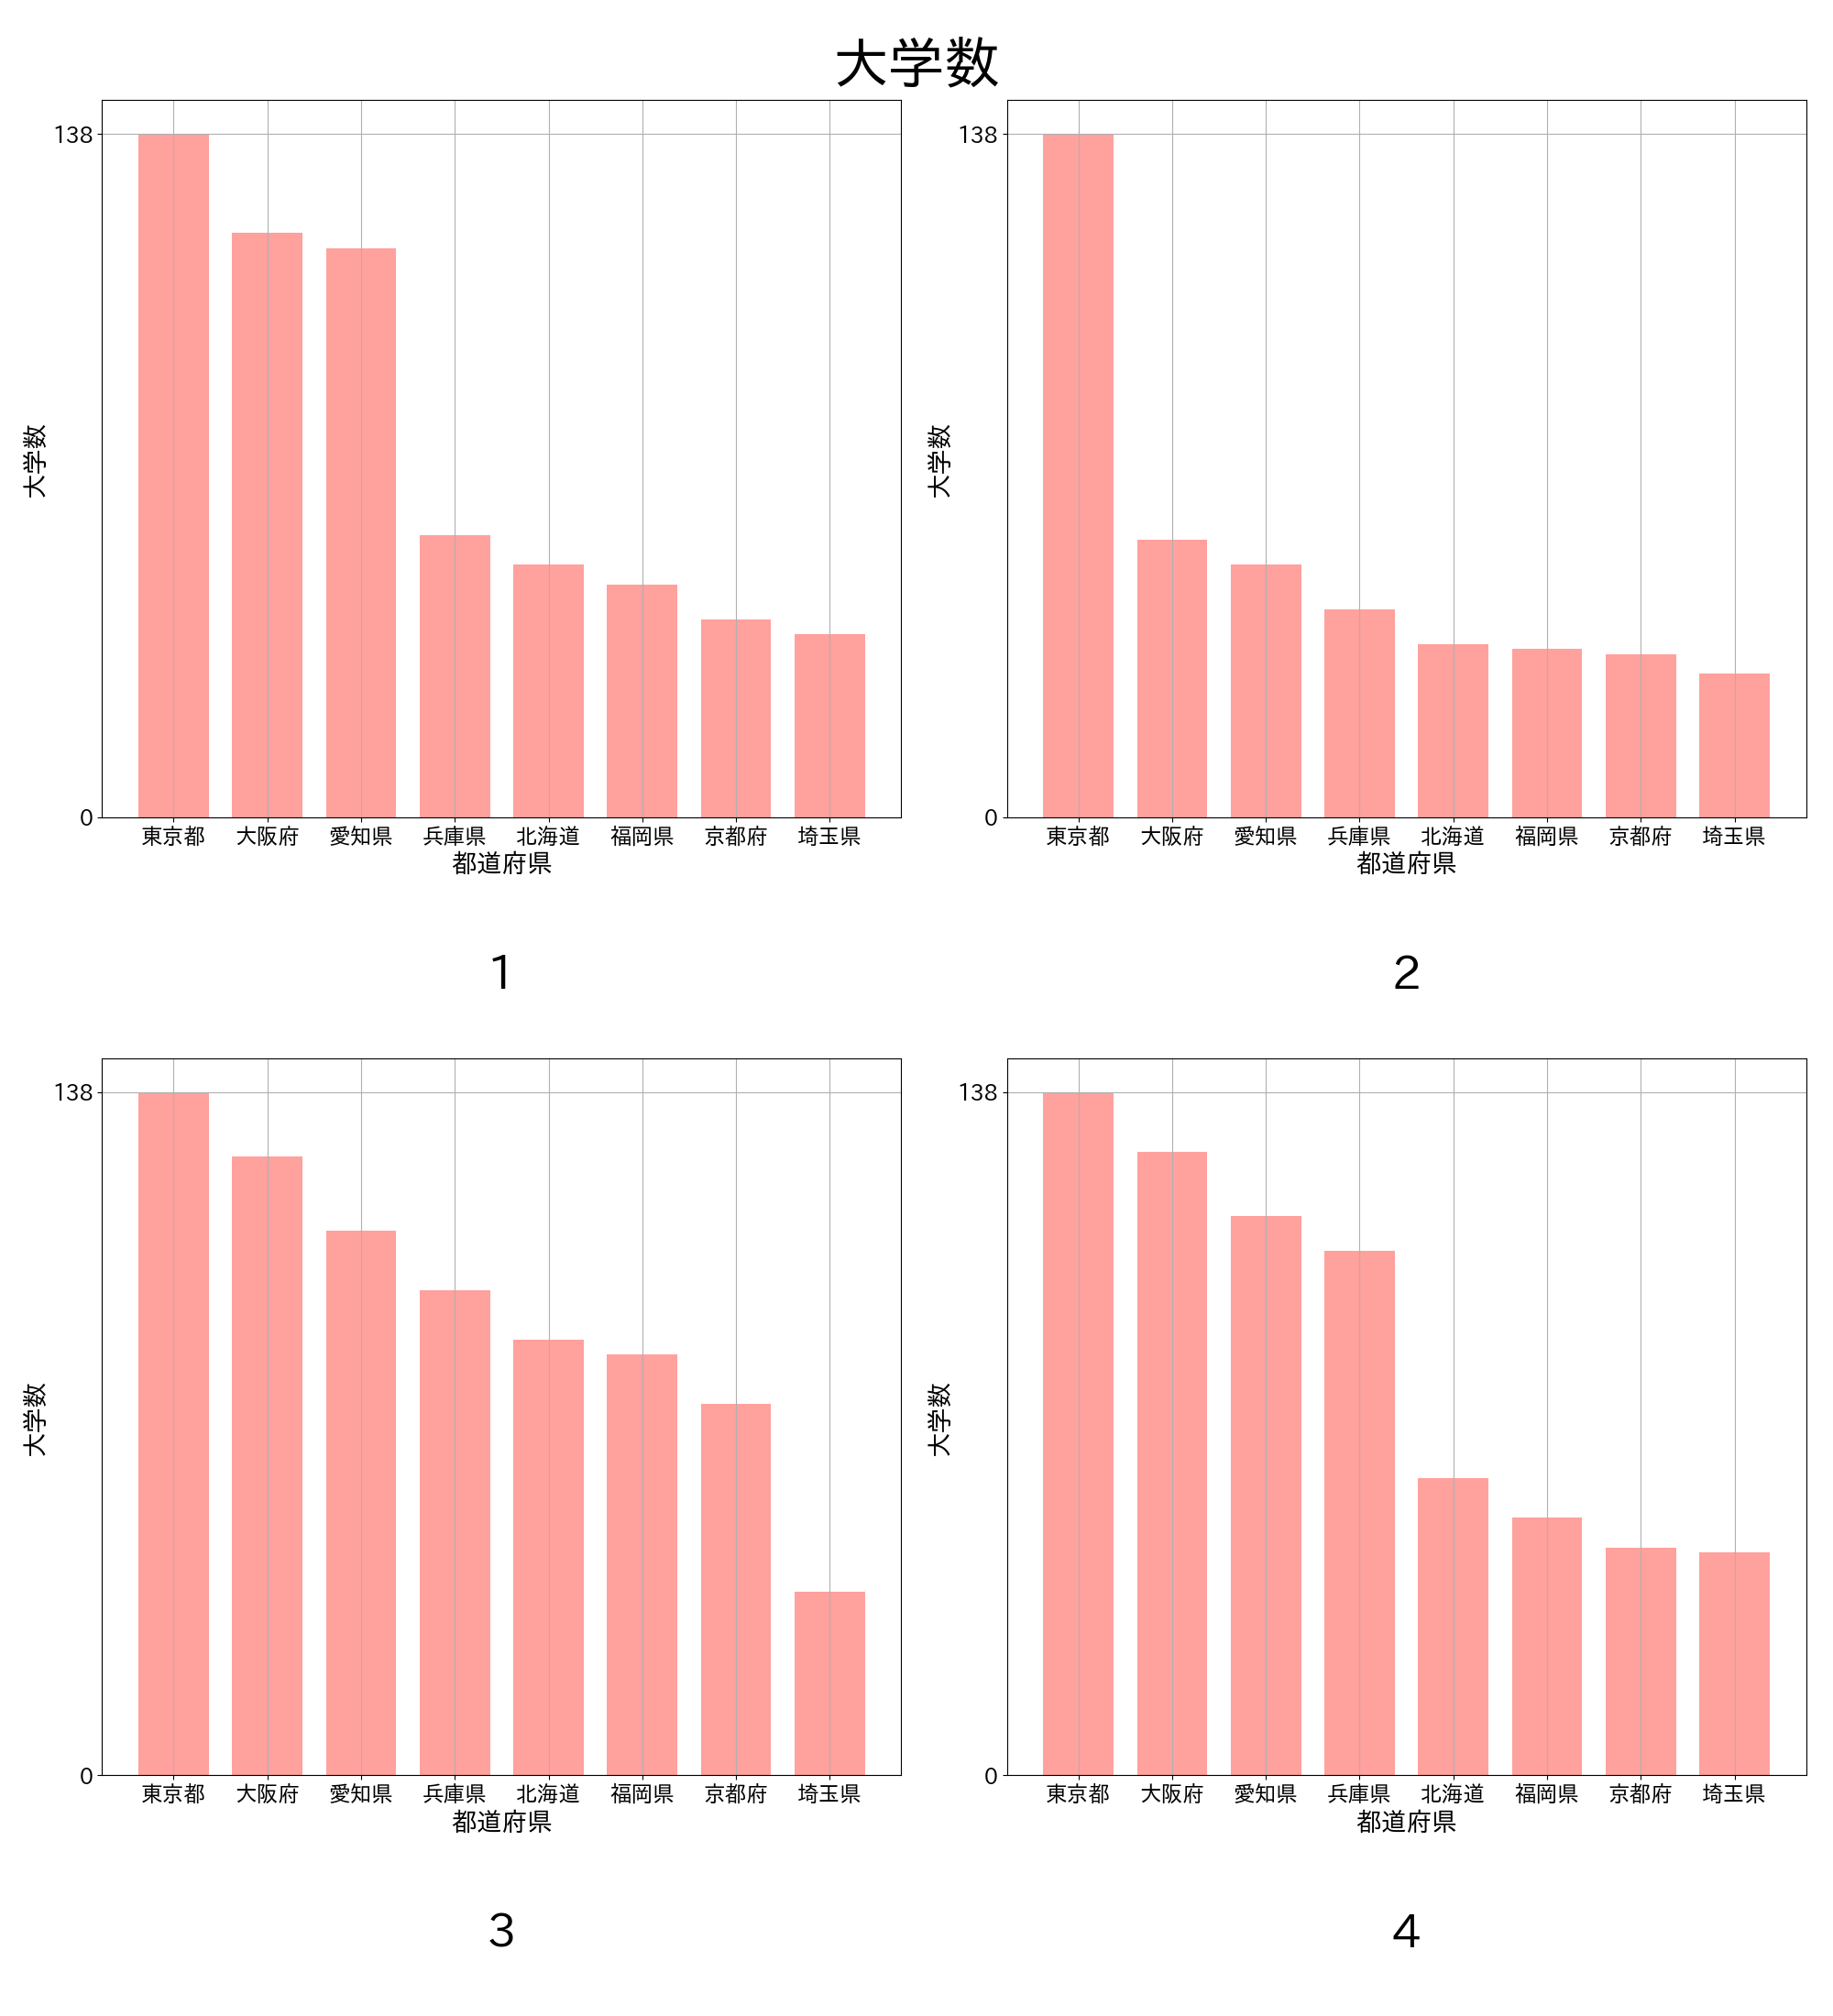 大学数
138
0
大学数
東京都 大阪府 愛知県 兵庫県 北海道 福岡県 京都府 埼玉県
都道府県
1
138
0
大学数
東京都 大阪府 愛知県 兵庫県 北海道 福岡県 京都府 埼玉県
都道府県
2
138
0
大学数
東京都 大阪府 愛知県 兵庫県 北海道 福岡県 京都府 埼玉県
都道府県
3
138
0
大学数
東京都 大阪府 愛知県 兵庫県 北海道 福岡県 京都府 埼玉県
都道府県
4